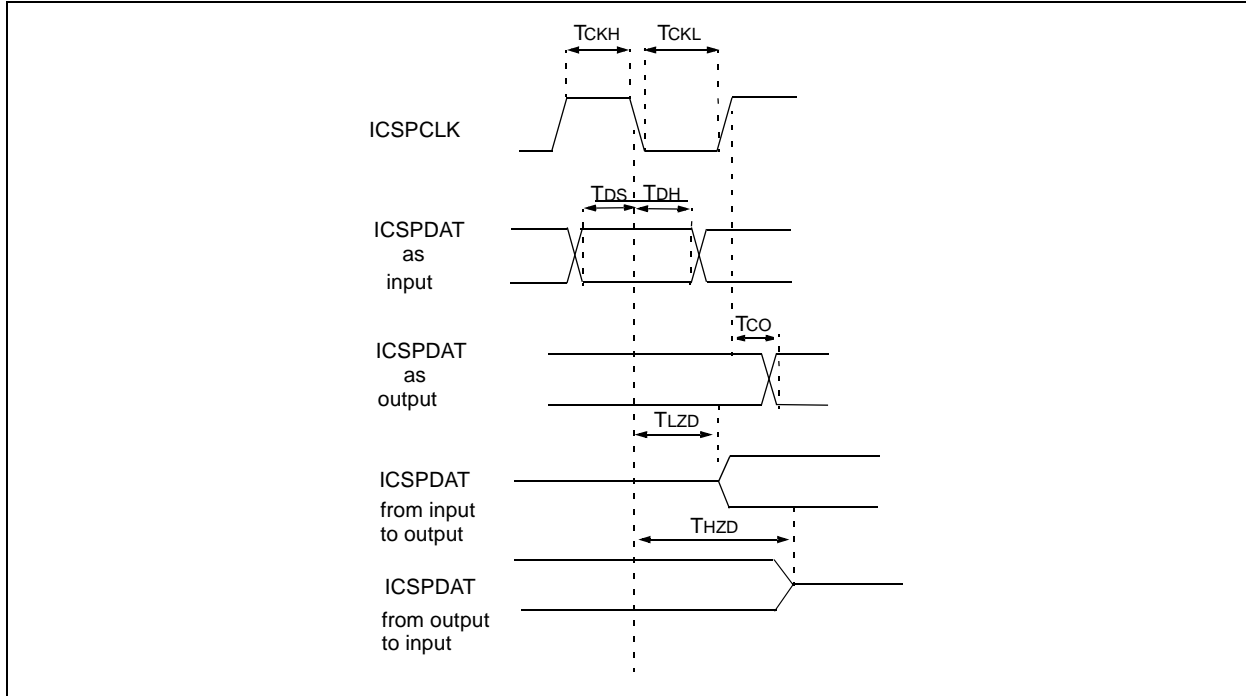 TCKH TCKL
ICSPCLK
TDS TDH
ICSPDAT
as
input
TCO
ICSPDAT
as
output
TLZD
ICSPDAT
from input
to output
THZD
ICSPDAT
from output
to input